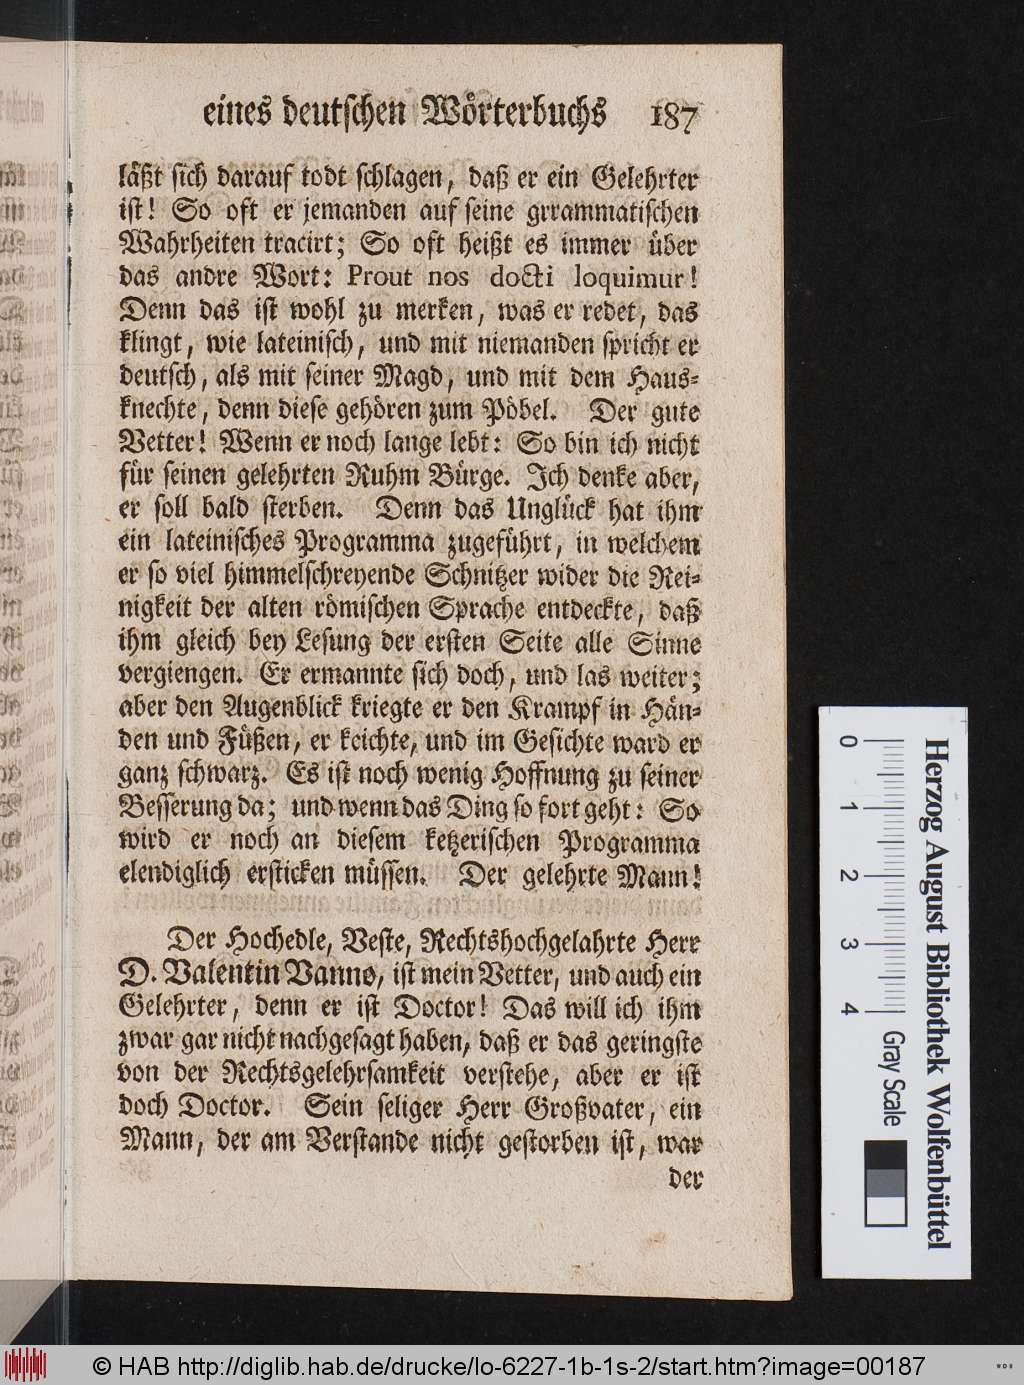 eines deutschen Wörterbuchs 187
läßt sich darauf todt schlagen, daß er ein Gelehrter
ist! So oft er jemanden auf seine grrammatischen
Wahrheiten tracirt; So oft heißt es immer über
das andre Wort: Prout nos docti loquimur!
Denn das ist wohl zu merken, was er redet, das
klingt, wie lateinisch, und mit niemanden spricht er
deutsch, als mit seiner Magd, und mit dem Haus-
knechte, denn diese gehören zum Pöbel. Der gute
Vetter! Wenn er noch lange lebt: So bin ich nicht
für seinen gelehrten Ruhm Bürge. Ich denke aber,
er soll bald sterben. Denn das Unglück hat ihm
ein lateinisches Programma zugeführt, in welchem
er so viel himmelschreyende Schnitzer wider die Rei-
nigkeit der alten römischen Sprache entdeckte, daß
ihm gleich bey Lesung der ersten Seite alle Sinne
vergiengen. Er ermannte sich doch, und las weiter;
aber den Augenblick kriegte er den Krampf in Hän-
den und Füßen, er keichte, und im Gesichte ward er
ganz schwarz. Es ist noch wenig Hoffnung zu seiner
Besserung da; und wenn das Ding so fort geht: So
wird er noch an diesem ketzerischen Programma
elendiglich ersticken müssen. Der gelehrte Mann!
Der Hochedle, Veste, Rechtshochgelahrte Herr
D. Valentin Vanno, ist mein Vetter, und auch ein
Gelehrter, denn er ist Doctor! Das will ich ihm
zwar gar nicht nachgesagt haben, daß er das geringste
von der Rechtsgelehrsamkeit verstehe, aber er ist
doch Doctor. Sein seliger Herr Großvater, ein
Mann, der am Verstande nicht gestorben ist, war
der
0 1 2 3 4
Gray Scale
Herzog August Bibliothek Wolfenbüttel
© HAB http://diglib.hab.de/drucke/lo-6227-1b-1s-2/start.htm?image=00187